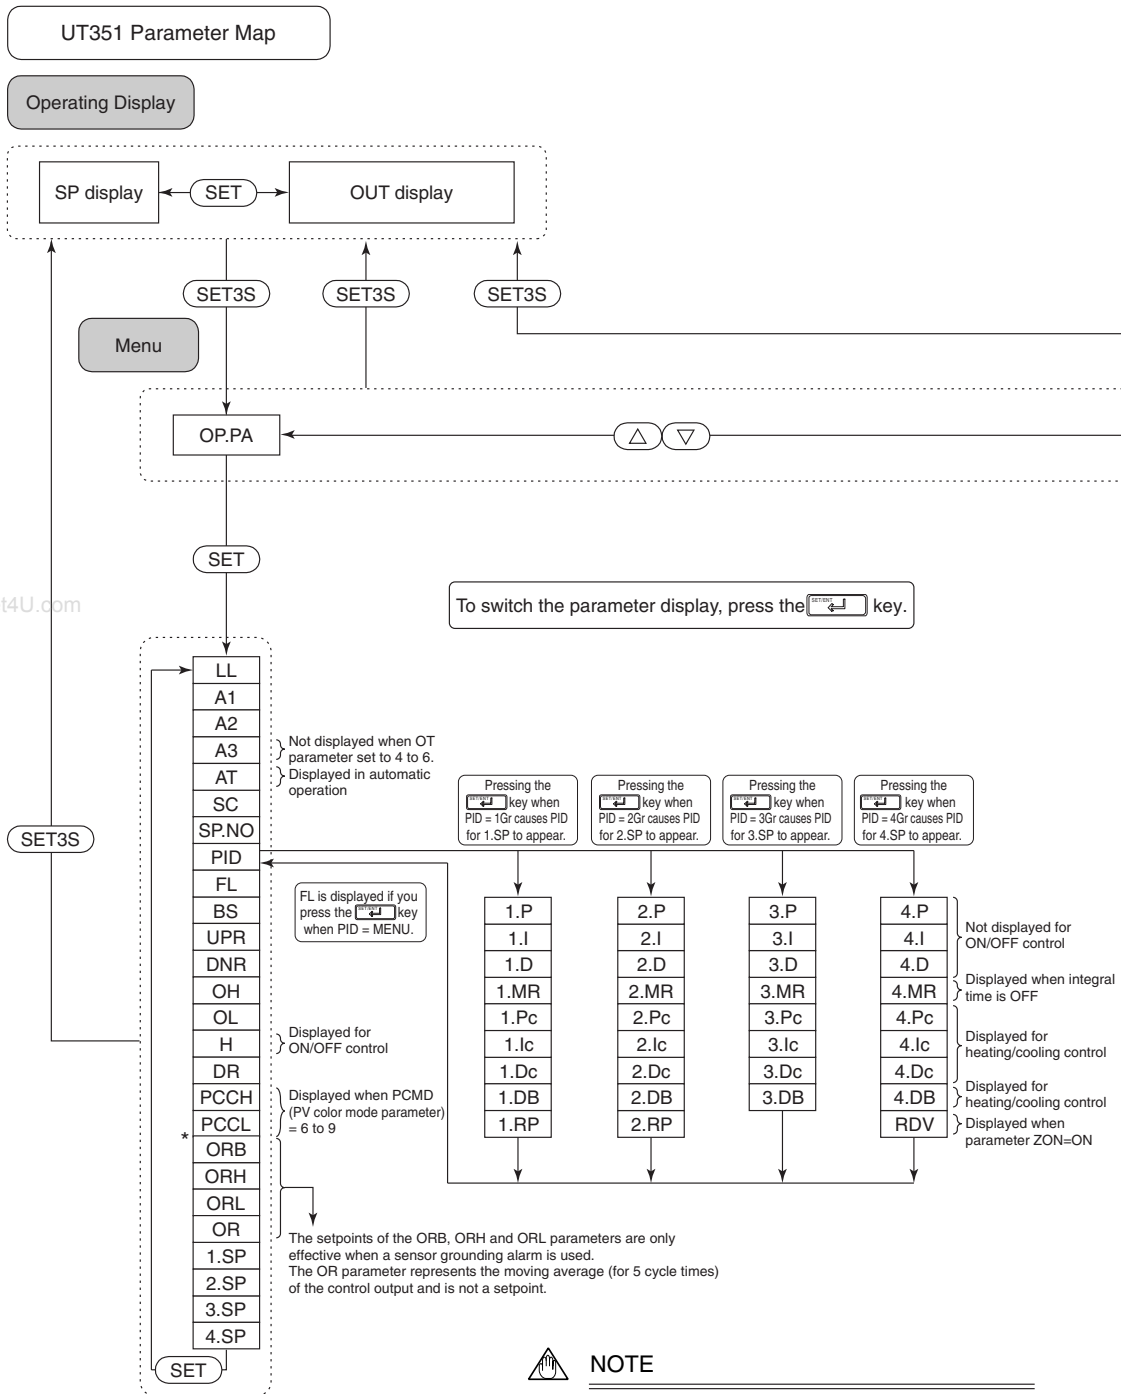 UT351 Parameter Map
Operating Display
SP display
SET
OUT display
SET3S
SET3S
SET3S
Menu
OP.PA
△ ▽
SET
t4U.com
To switch the parameter display, press the SET/ENT key.
LL
A1
A2
A3
Not displayed when OT
parameter set to 4 to 6.
AT
Displayed in automatic
operation
SC
SP.NO
SET3S
PID
FL
BS
UPR
DNR
OH
OL
H
Displayed for
ON/OFF control
DR
PCCH
PCCL
Displayed when PCMD
(PV color mode parameter)
= 6 to 9
*
ORB
ORH
ORL
OR
1.SP
2.SP
3.SP
4.SP
SET
Pressing the
SET/ENT key when
PID = 1Gr causes PID
for 1.SP to appear.
Pressing the
SET/ENT key when
PID = 2Gr causes PID
for 2.SP to appear.
Pressing the
SET/ENT key when
PID = 3Gr causes PID
for 3.SP to appear.
Pressing the
SET/ENT key when
PID = 4Gr causes PID
for 4.SP to appear.
FL is displayed if you
press the SET/ENT key
when PID = MENU.
1.P
1.I
1.D
1.MR
1.Pc
1.Ic
1.Dc
1.DB
1.RP
2.P
2.I
2.D
2.MR
2.Pc
2.Ic
2.Dc
2.DB
2.RP
3.P
3.I
3.D
3.MR
3.Pc
3.Ic
3.Dc
3.DB
4.P
4.I
4.D
4.MR
4.Pc
4.Ic
4.Dc
4.DB
RDV
Not displayed for
ON/OFF control
Displayed when integral
time is OFF
Displayed for
heating/cooling control
Displayed for
heating/cooling control
Displayed when
parameter ZON=ON
The setpoints of the ORB, ORH and ORL parameters are only
effective when a sensor grounding alarm is used.
The OR parameter represents the moving average (for 5 cycle times)
of the control output and is not a setpoint.
NOTE